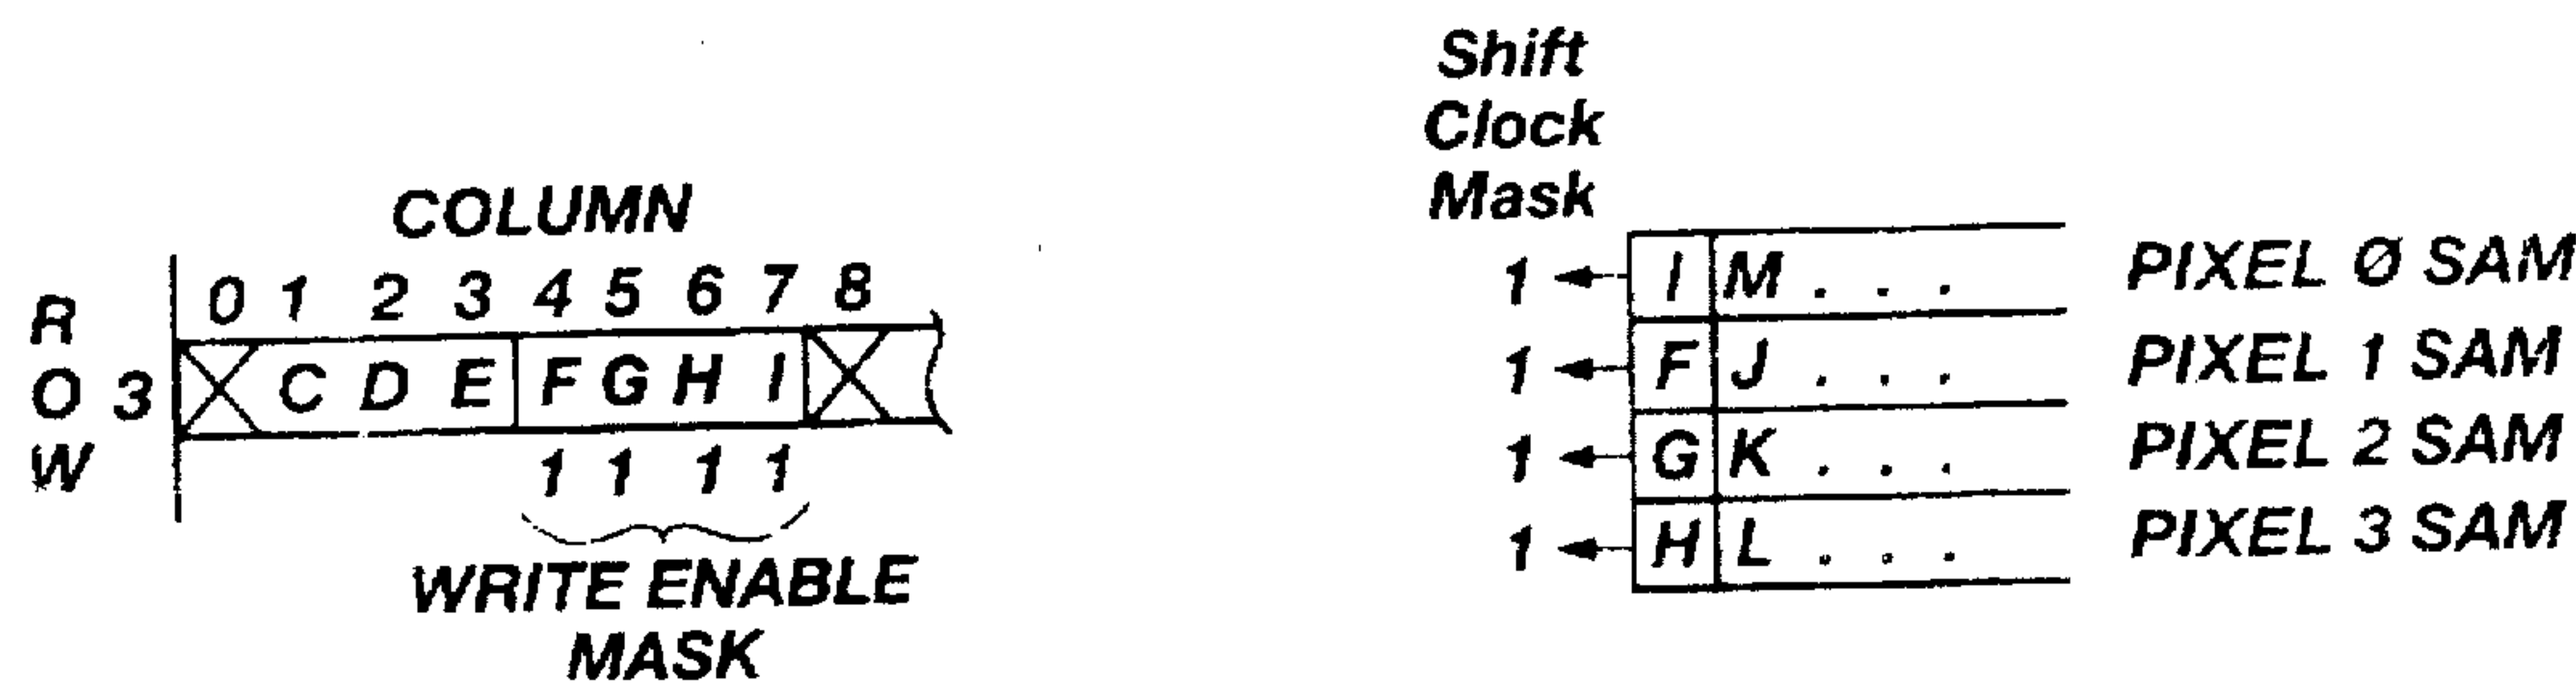 COLUMN
0 1 2 3 4 5 6 7 8
ROW 3 C D E F G H I
1 1 1 1
WRITE ENABLE
MASK
Shift
Clock
Mask
1 I M . . . PIXEL Ø SAM
1 F J . . . PIXEL 1 SAM
1 G K . . . PIXEL 2 SAM
1 H L . . . PIXEL 3 SAM